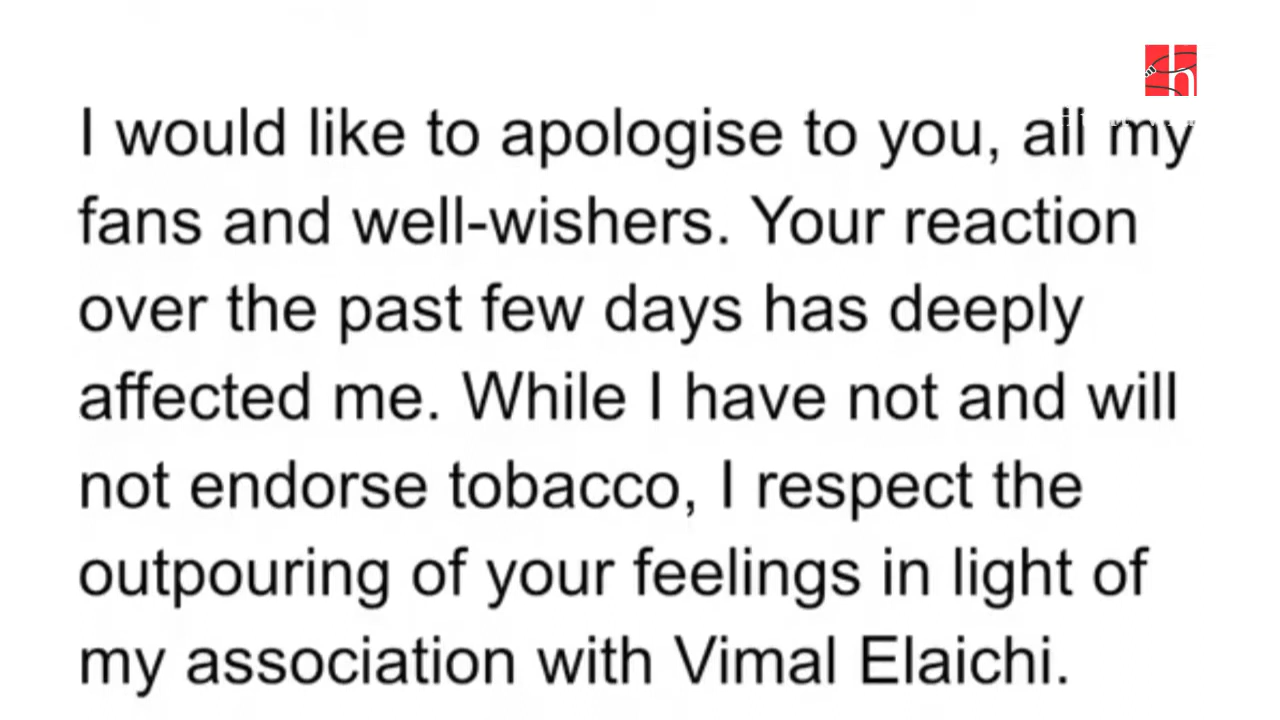 I would like to apologise to you, all my
fans and well-wishers. Your reaction
over the past few days has deeply
affected me. While I have not and will
not endorse tobacco, I respect the
outpouring of your feelings in light of
my association with Vimal Elaichi.